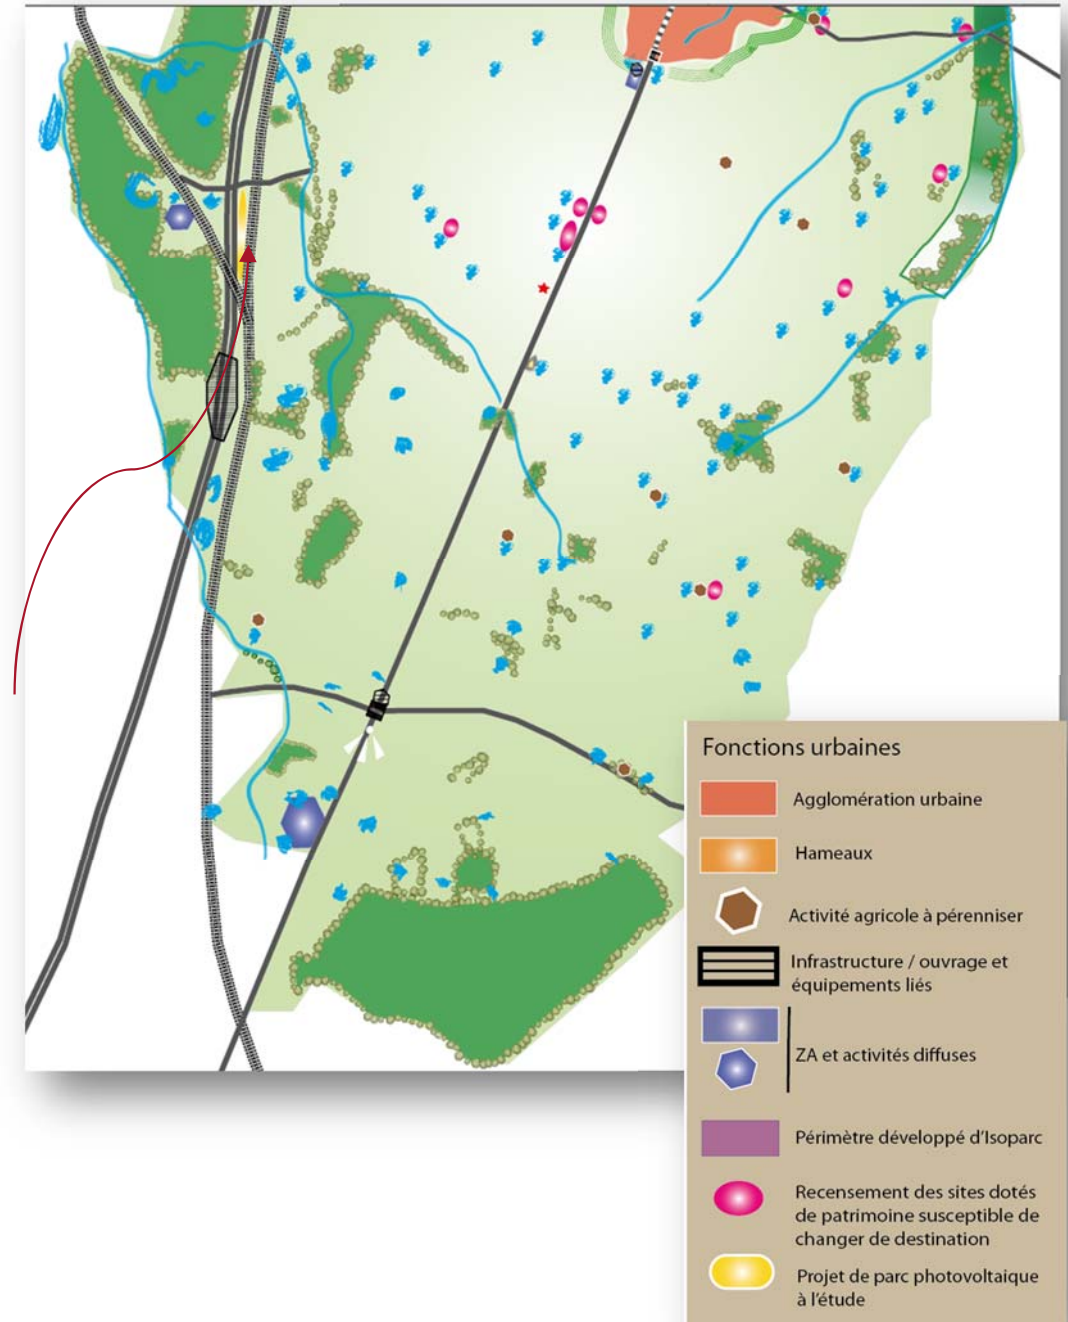 Fonctions urbaines
Agglomération urbaine
Hameaux
Activité agricole à pérenniser
Infrastructure / ouvrage et
équipements liés
ZA et activités diffuses
Périmètre développé d'Isoparc
Recensement des sites dotés
de patrimoine susceptible de
changer de destination
Projet de parc photovoltaique
à l'étude